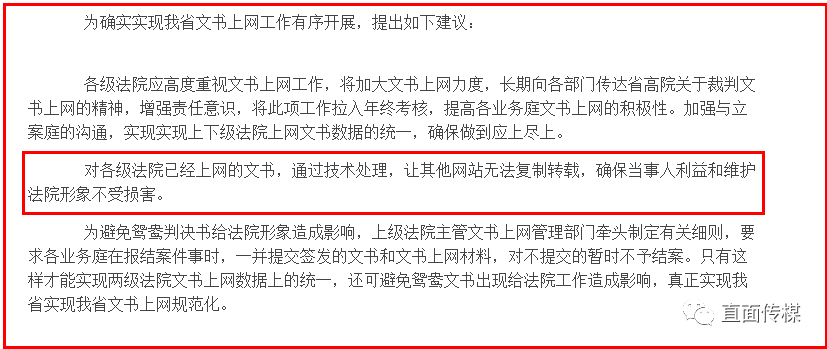 为确实实现我省文书上网工作有序开展，提出如下建议：
各级法院应高度重视文书上网工作，将加大文书上网力度，长期向各部门传达省高院关于裁判文
书上网的精神，增强责任意识，将此项工作拉入年终考核，提高各业务庭文书上网的积极性。加强与立
案庭的沟通，实现实现上下级法院上网文书数据的统一，确保做到应上尽上。
对各级法院已经上网的文书，通过技术处理，让其他网站无法复制转载，确保当事人利益和维护
法院形象不受损害。
为避免鸳鸯判决书给法院形象造成影响，上级法院主管文书上网管理部门牵头制定有关细则，要
求各业务庭在报结案件事时，一并提交签发的文书和文书上网材料，对不提交的暂时不予结案。只有这
样才能实现两级法院文书上网数据上的统一，还可避免鸳鸯文书出现给法院工作造成影响，真正实现我
省实现我省文书上网规范化。
直面传媒